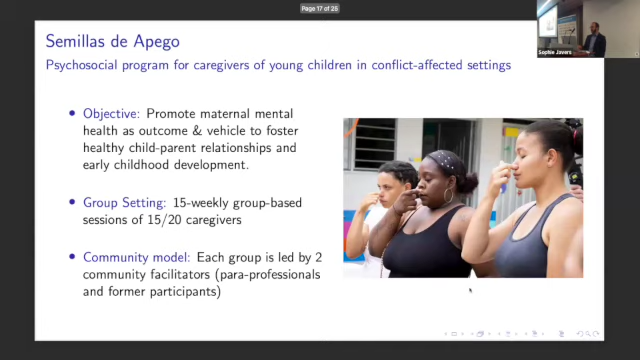 Page 17 of 25
Sophie Javers
Semillas de Apego
Psychosocial program for caregivers of young children in conflict-affected settings
Objective: Promote maternal mental
health as outcome & vehicle to foster
healthy child-parent relationships and
early childhood development.
Group Setting: 15-weekly group-based
sessions of 15/20 caregivers
Community model: Each group is led by 2
community facilitators (para-professionals
and former participants)